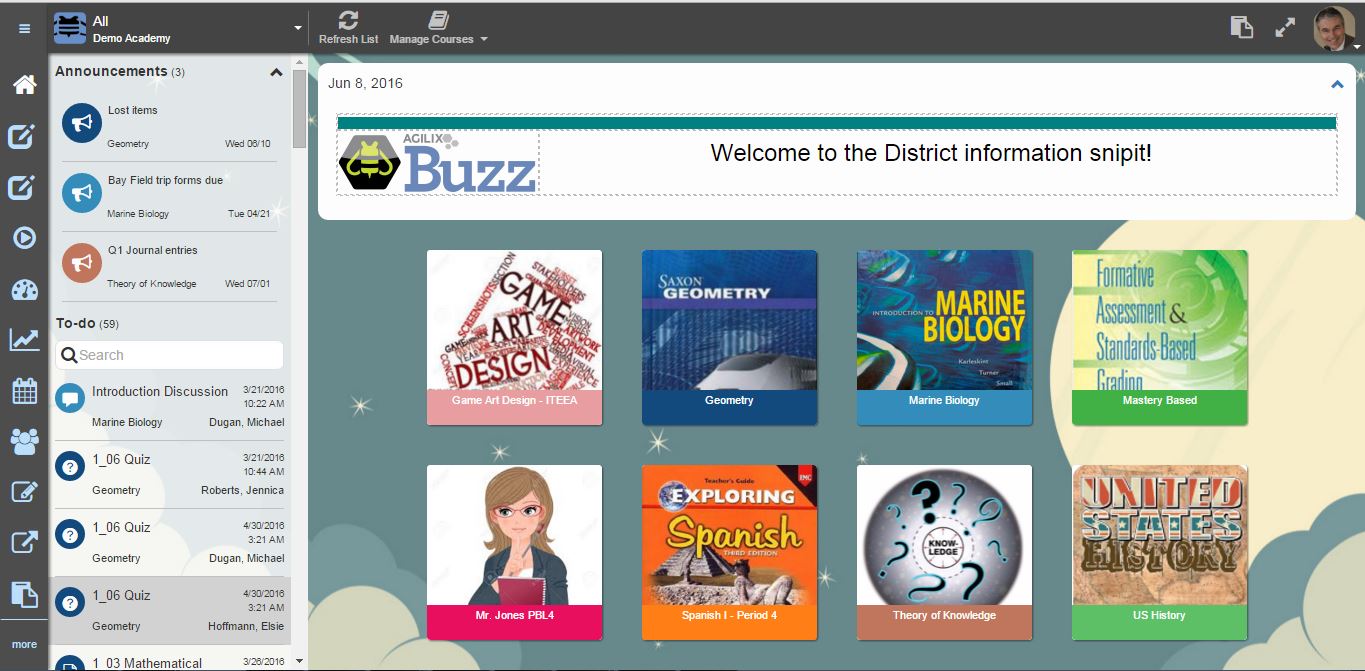 All
Demo Academy
Refresh List
Manage Courses
Announcements (3)
Lost items
Geometry Wed 06/10
Bay Field trip forms due
Marine Biology Tue 04/21
Q1 Journal entries
Theory of Knowledge Wed 07/01
To-do (59)
Search
Introduction Discussion 3/21/2016
10:22 AM
Marine Biology Dugan, Michael
1_06 Quiz 3/21/2016
10:44 AM
Geometry Roberts, Jennica
1_06 Quiz 4/30/2016
3:21 AM
Geometry Dugan, Michael
1_06 Quiz 4/30/2016
3:21 AM
Geometry Hoffmann, Elsie
1_03 Mathematical 3/26/2016
more
Jun 8, 2016
AGILIX
Buzz
Welcome to the District information snipit!
GAME
ART
DESIGN
SCREENSHOTS
STAKEHOLDERS
Game Art Design - ITEEA
SAXON
GEOMETRY
Geometry
INTRODUCTION TO
MARINE
BIOLOGY
Karleskint
Turner
Small
Marine Biology
Formative
Assessment &
Standards-Based
Grading
Mastery Based
Mr. Jones PBL4
Teacher's Guide
EMC
EXPLORING
Spanish
THIRD EDITION
Spanish I - Period 4
KNOW-
LEDGE
Theory of Knowledge
UNITED
STATES
HISTORY
US History